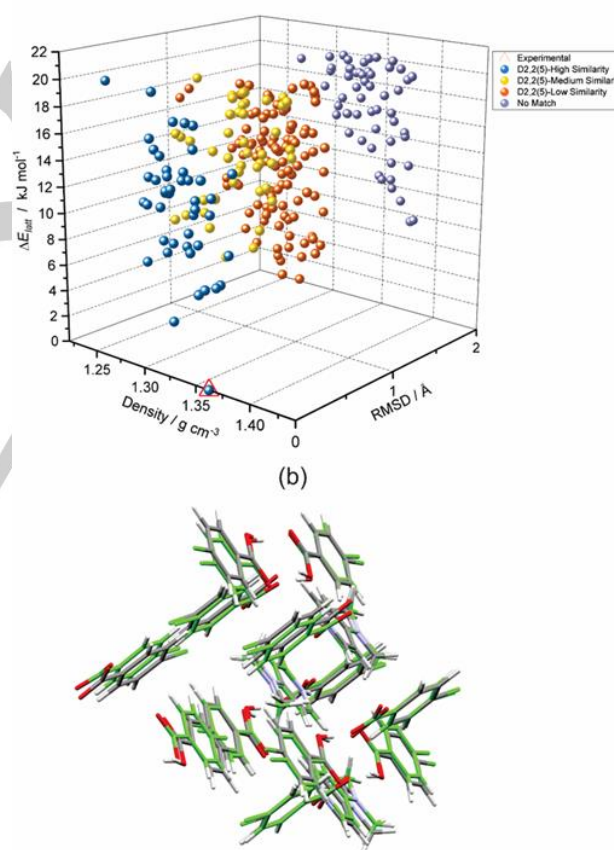 Experimental
D2,2(5)-High Similarity
D2,2(5)-Medium Similar
D2,2(5)-Low Similarity
No Match
22
20
18
16
14
12
10
8
6
4
2
0
ΔE_latt / kJ mol⁻¹
1.25
1.30
1.35
1.40
Density / g cm⁻³
0
1
2
RMSD / Å
(b)